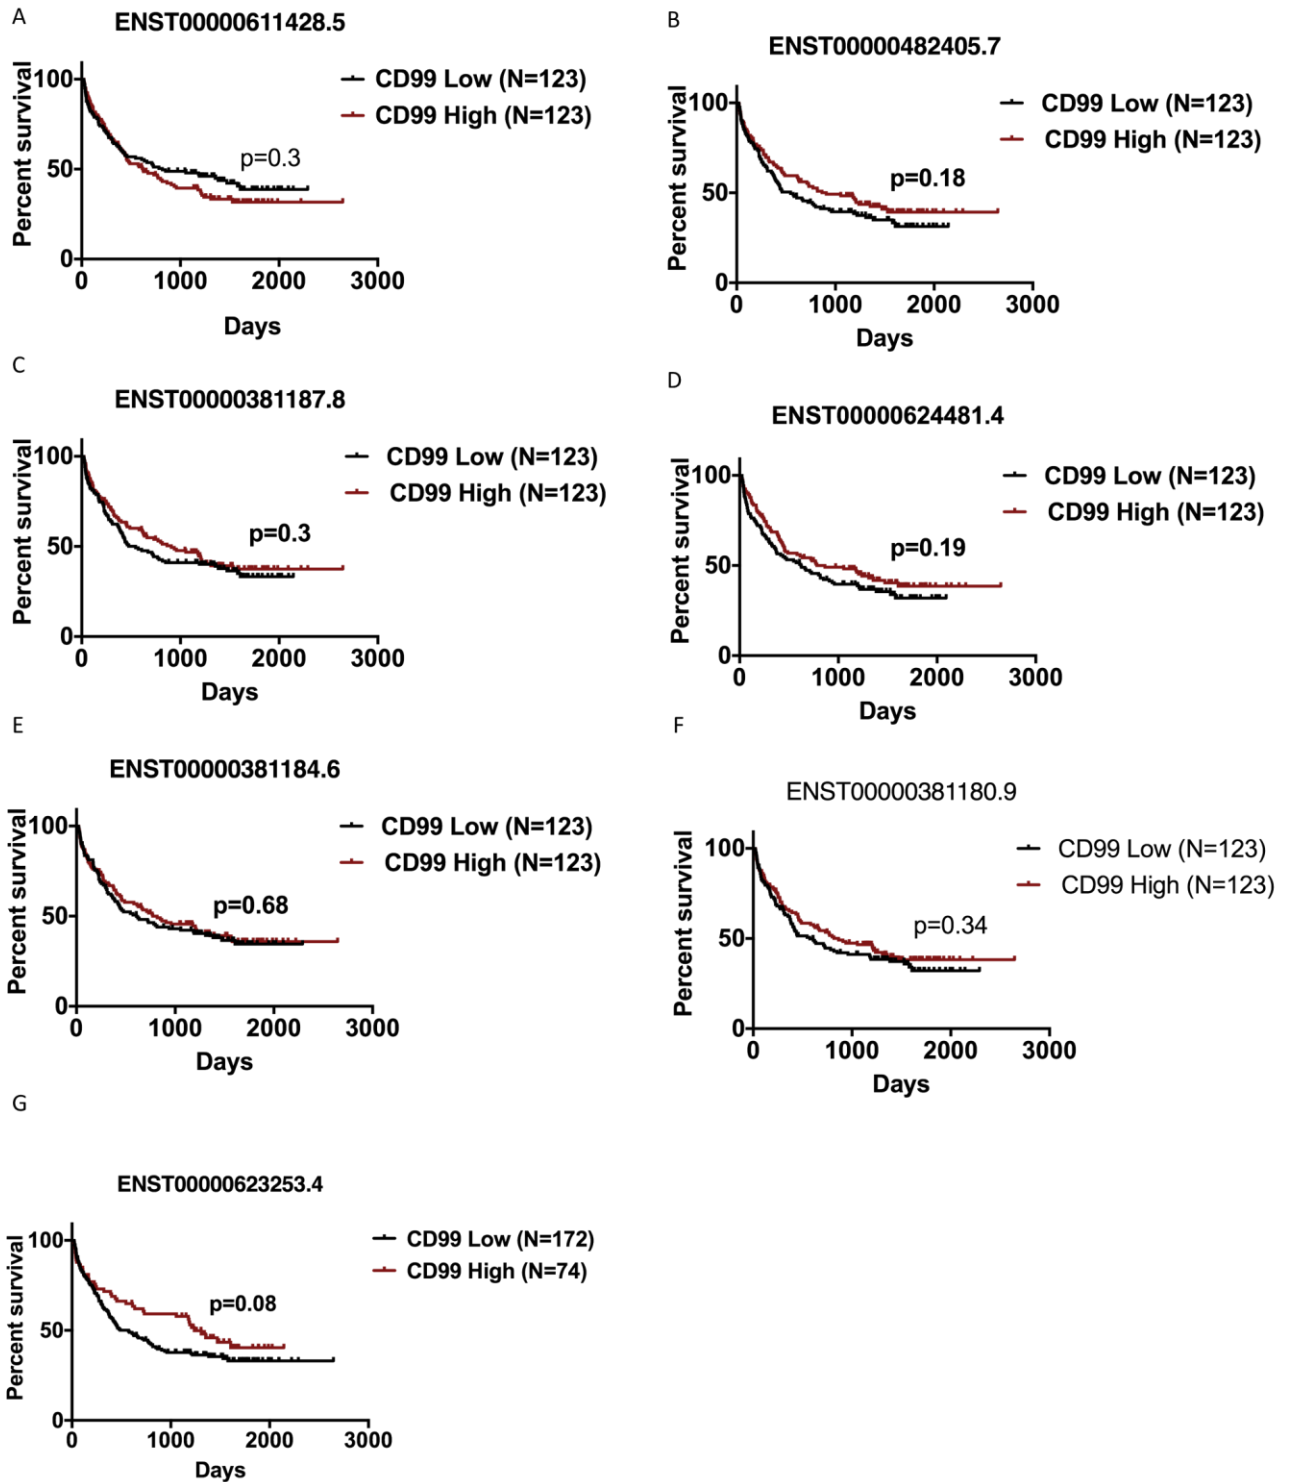 A
ENST00000611428.5
Percent survival
100
50
0
0 1000 2000 3000
Days
CD99 Low (N=123)
CD99 High (N=123)
p=0.3
B
ENST00000482405.7
Percent survival
100
50
0
0 1000 2000 3000
Days
CD99 Low (N=123)
CD99 High (N=123)
p=0.18
C
ENST00000381187.8
Percent survival
100
50
0
0 1000 2000 3000
Days
CD99 Low (N=123)
CD99 High (N=123)
p=0.3
D
ENST00000624481.4
Percent survival
100
50
0
0 1000 2000 3000
Days
CD99 Low (N=123)
CD99 High (N=123)
p=0.19
E
ENST00000381184.6
Percent survival
100
50
0
0 1000 2000 3000
Days
CD99 Low (N=123)
CD99 High (N=123)
p=0.68
F
ENST00000381180.9
Percent survival
100
50
0
0 1000 2000 3000
Days
CD99 Low (N=123)
CD99 High (N=123)
p=0.34
G
ENST00000623253.4
Percent survival
100
50
0
0 1000 2000 3000
Days
CD99 Low (N=172)
CD99 High (N=74)
p=0.08